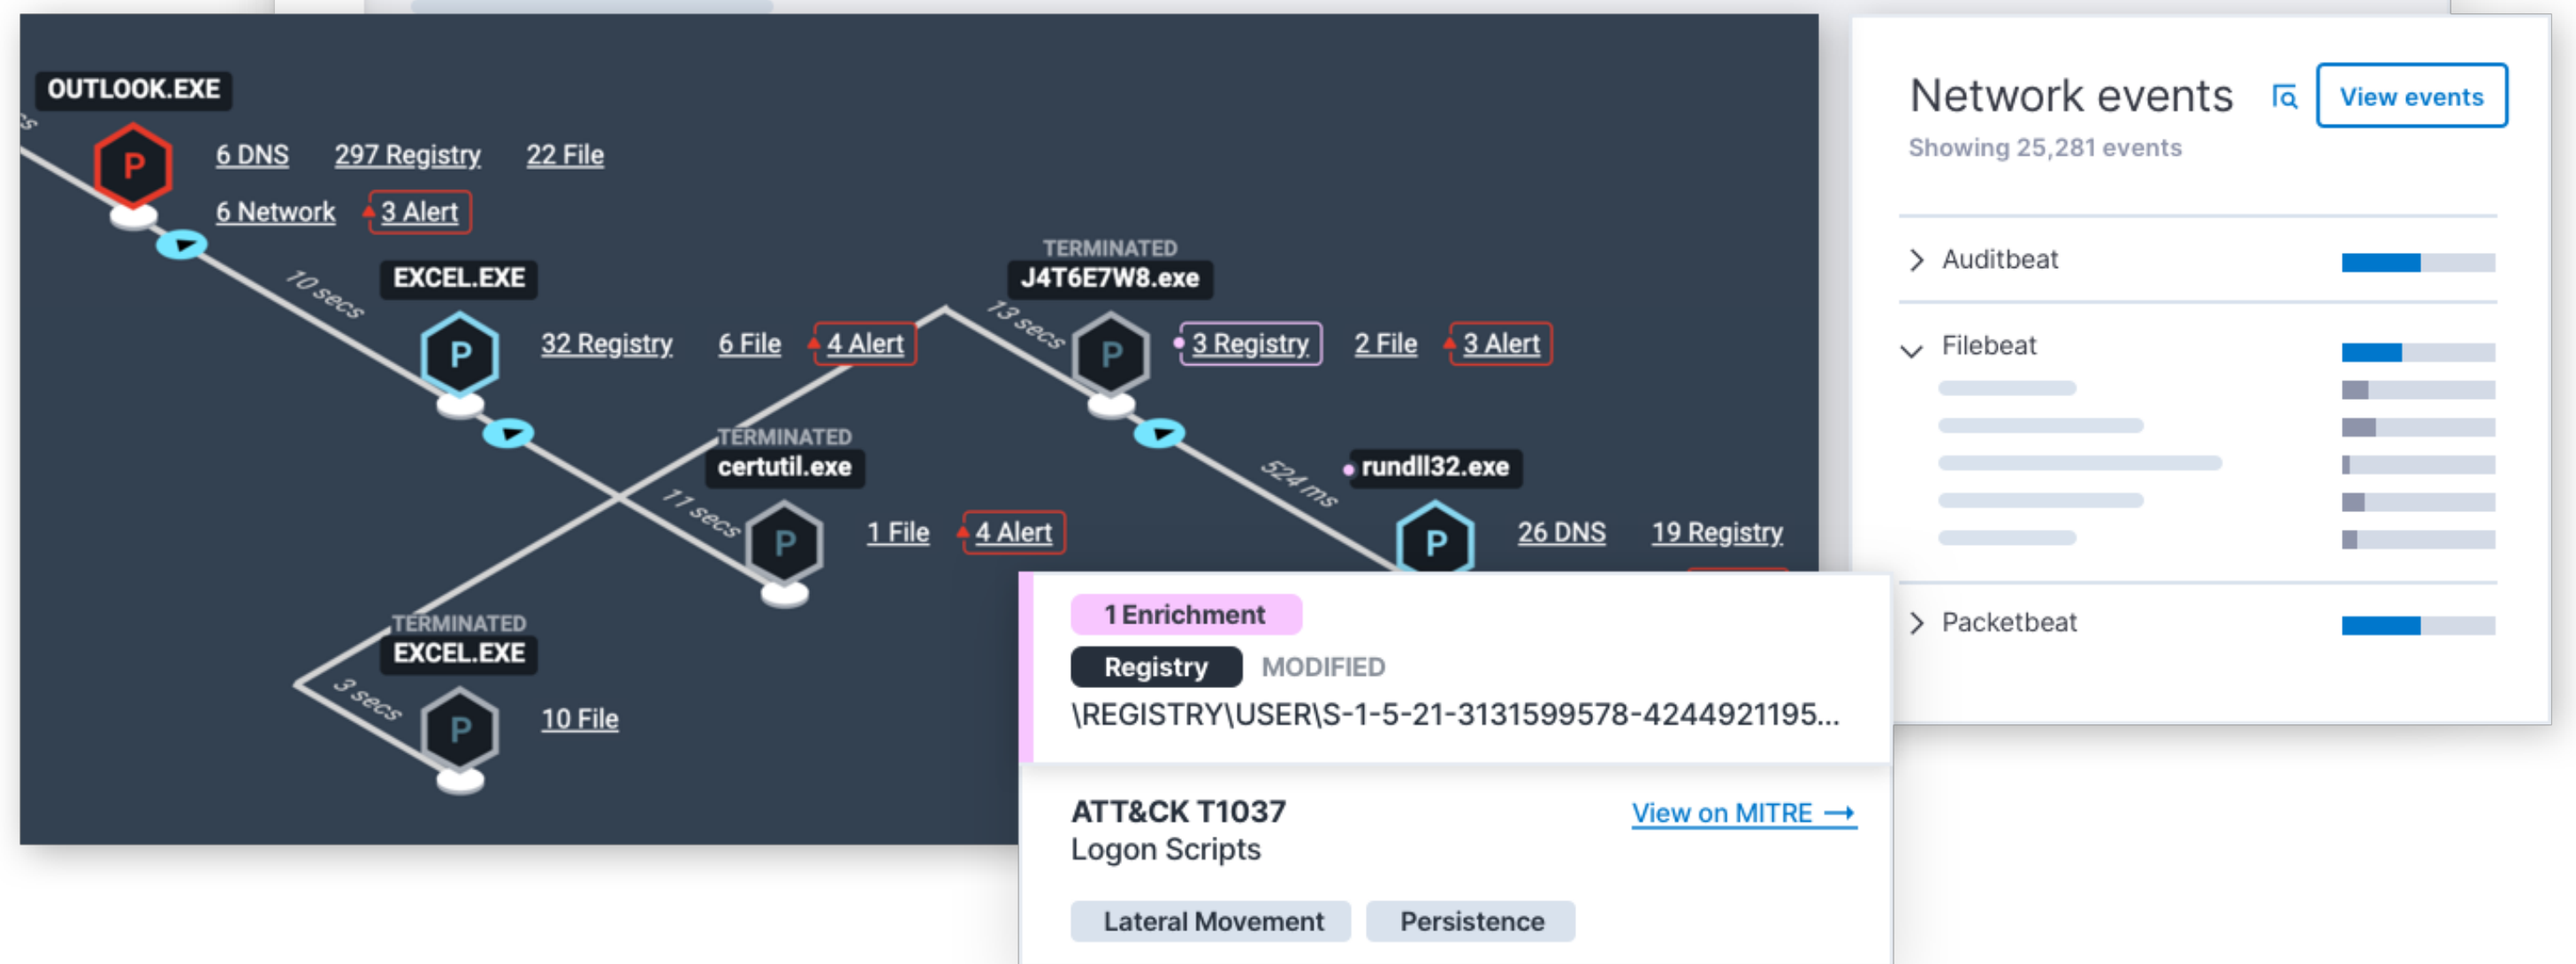 OUTLOOK.EXE
6 DNS 297 Registry 22 File
6 Network 3 Alert
10 secs
EXCEL.EXE
32 Registry 6 File 4 Alert
11 secs
TERMINATED
certutil.exe
1 File 4 Alert
TERMINATED
EXCEL.EXE
3 secs
10 File
13 secs
TERMINATED
J4T6E7W8.exe
3 Registry 2 File 3 Alert
524 ms
rundll32.exe
26 DNS 19 Registry
1 Enrichment
Registry MODIFIED
\REGISTRY\USER\S-1-5-21-3131599578-4244921195...
ATT&CK T1037
View on MITRE →
Logon Scripts
Lateral Movement Persistence
Network events
View events
Showing 25,281 events
Auditbeat
Filebeat
Packetbeat